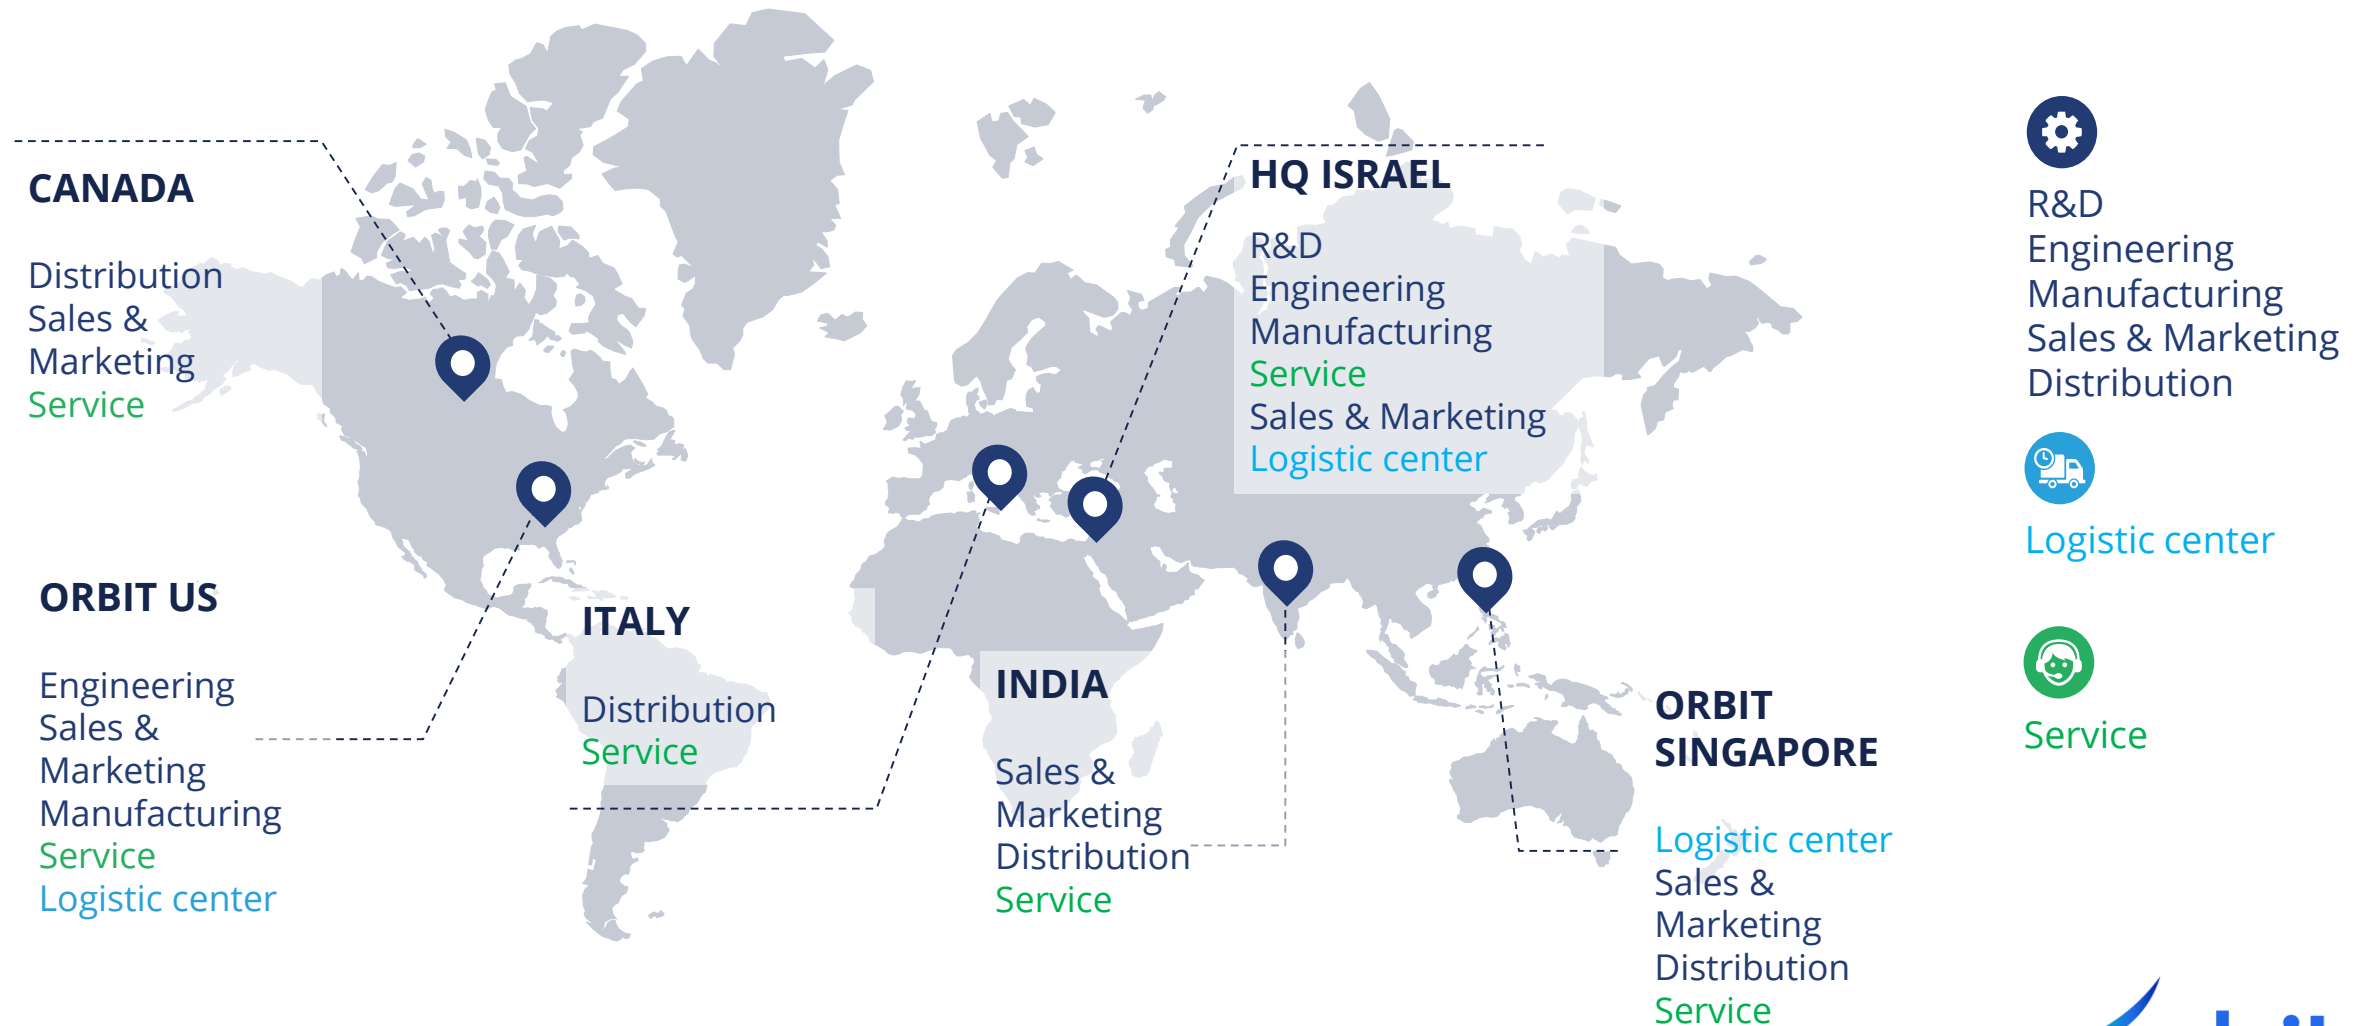 CANADA
Distribution
Sales &
Marketing
Service
HQ ISRAEL
R&D
Engineering
Manufacturing
Service
Sales & Marketing
Logistic center
ORBIT US
Engineering
Sales &
Marketing
Manufacturing
Service
Logistic center
ITALY
Distribution
Service
INDIA
Sales &
Marketing
Distribution
Service
ORBIT
SINGAPORE
Logistic center
Sales &
Marketing
Distribution
Service
R&D
Engineering
Manufacturing
Sales & Marketing
Distribution
Logistic center
Service